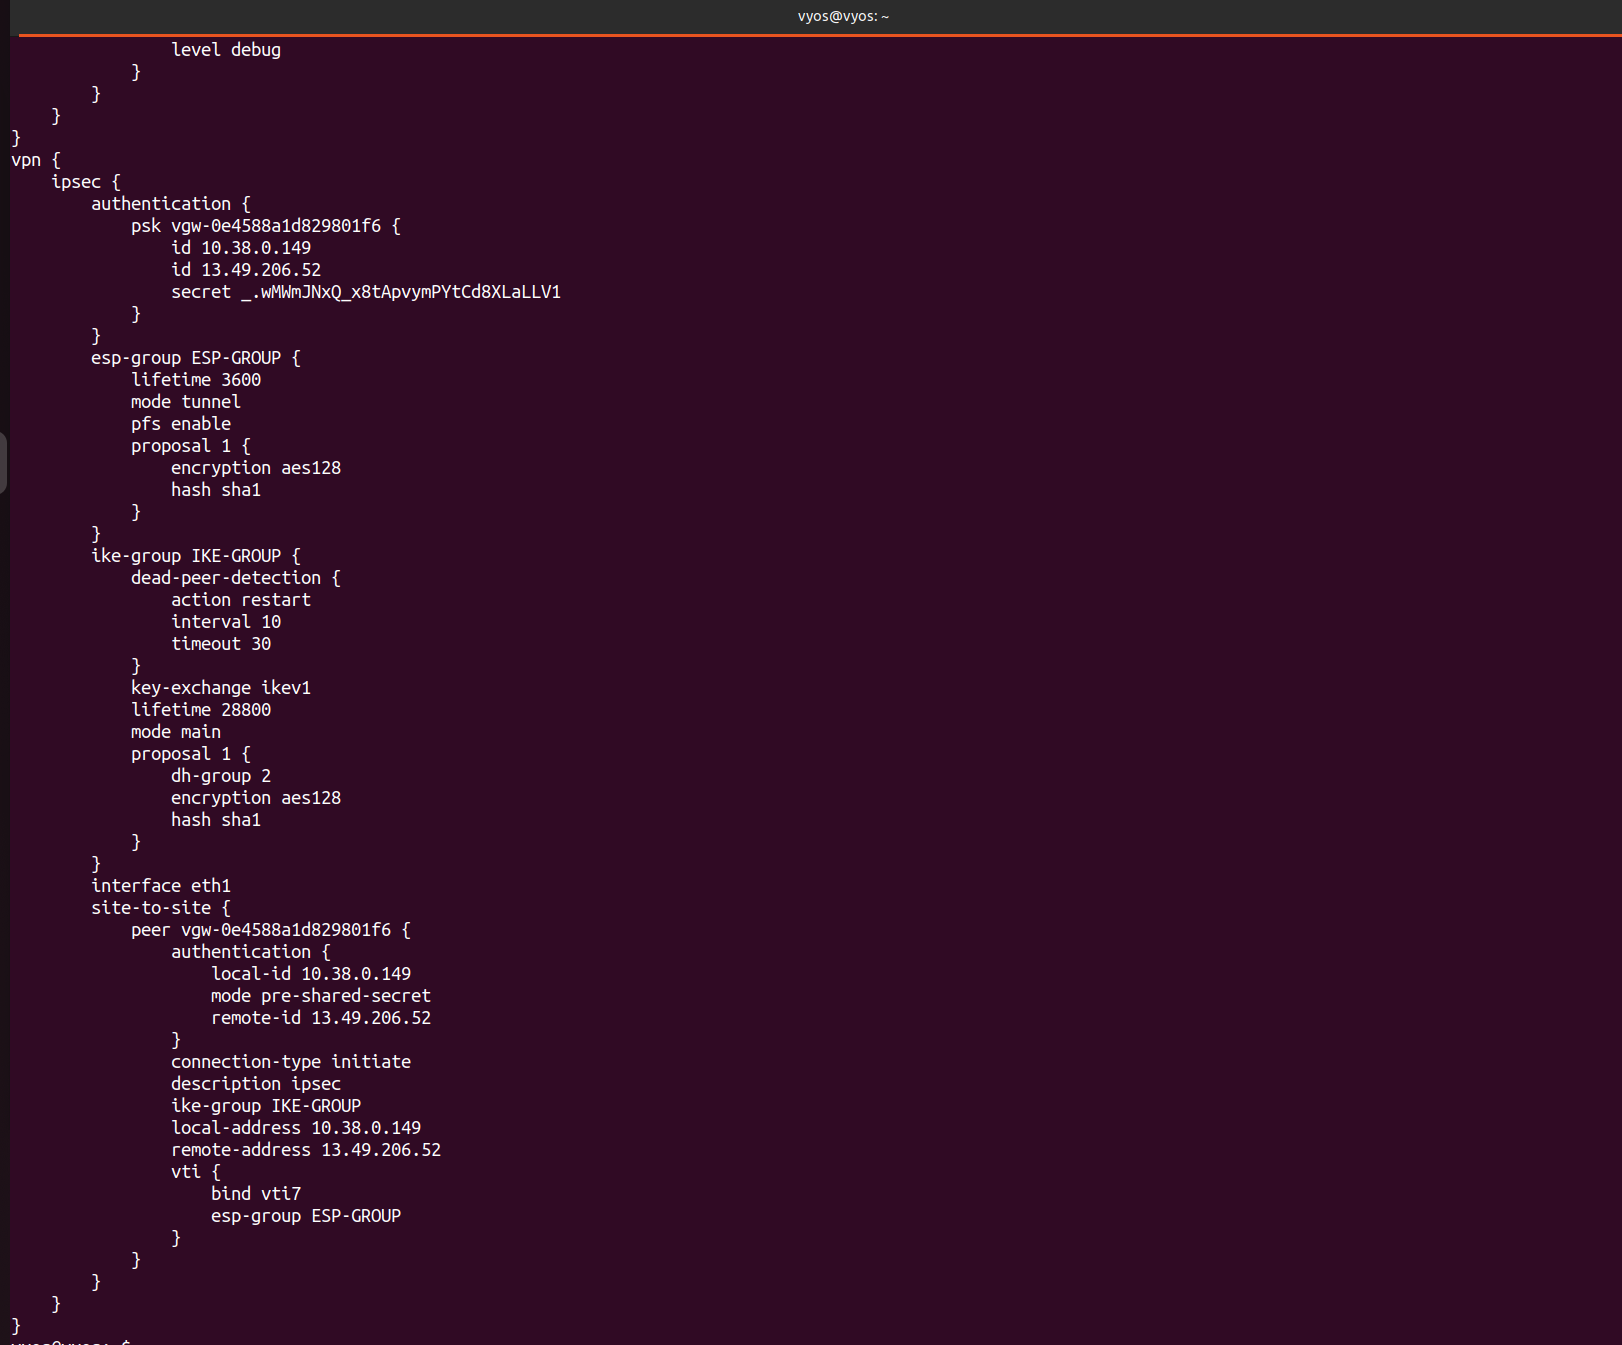 vyos@vyos: ~
level debug
}
}
}
}
vpn {
ipsec {
authentication {
psk vgw-0e4588a1d829801f6 {
id 10.38.0.149
id 13.49.206.52
secret _.wMWmJNxQ_x8tApvymPYtCd8XLaLLV1
}
}
esp-group ESP-GROUP {
lifetime 3600
mode tunnel
pfs enable
proposal 1 {
encryption aes128
hash sha1
}
}
ike-group IKE-GROUP {
dead-peer-detection {
action restart
interval 10
timeout 30
}
key-exchange ikev1
lifetime 28800
mode main
proposal 1 {
dh-group 2
encryption aes128
hash sha1
}
}
interface eth1
site-to-site {
peer vgw-0e4588a1d829801f6 {
authentication {
local-id 10.38.0.149
mode pre-shared-secret
remote-id 13.49.206.52
}
connection-type initiate
description ipsec
ike-group IKE-GROUP
local-address 10.38.0.149
remote-address 13.49.206.52
vti {
bind vti7
esp-group ESP-GROUP
}
}
}
}
}